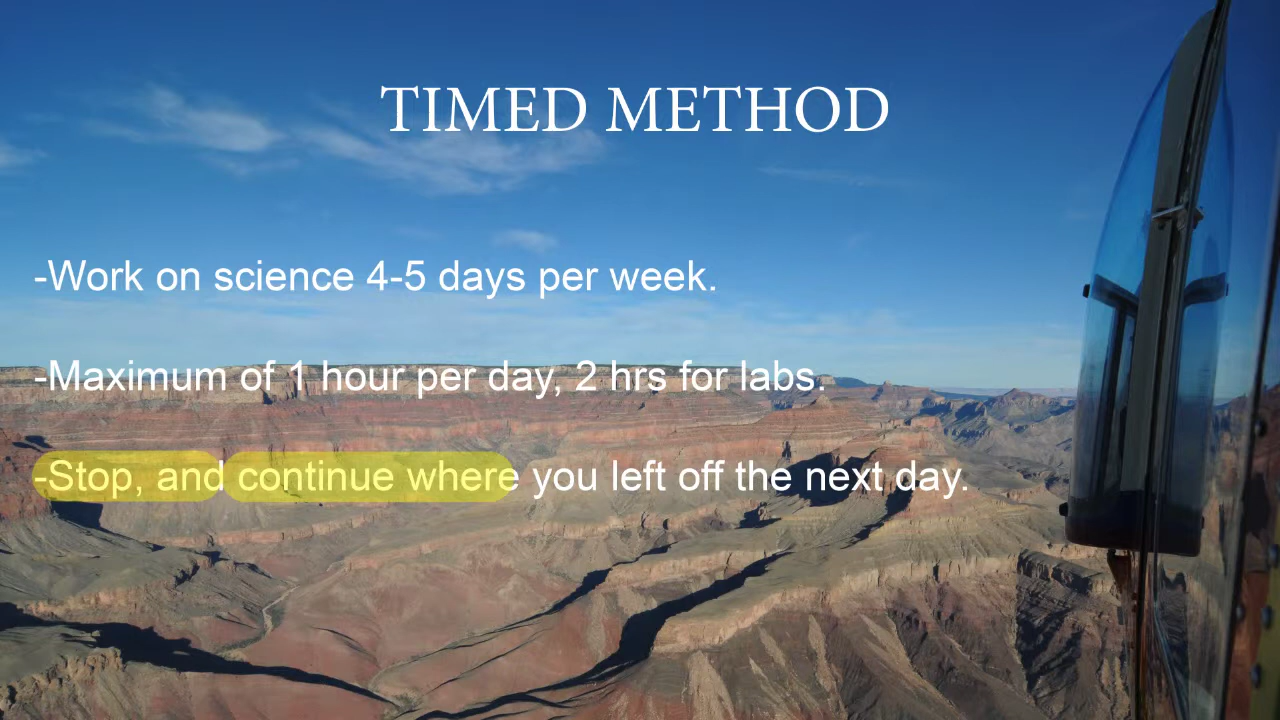 TIMED METHOD
-Work on science 4-5 days per week.
-Maximum of 1 hour per day, 2 hrs for labs.
-Stop, and continue where you left off the next day.